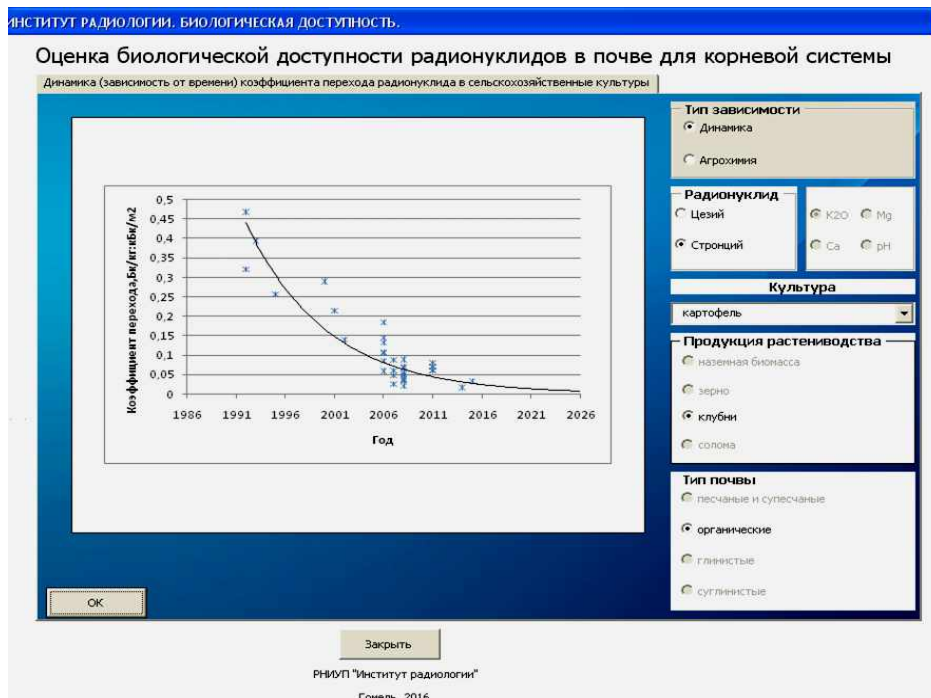 ИНСТИТУТ РАДИОЛОГИИ. БИОЛОГИЧЕСКАЯ ДОСТУПНОСТЬ.
Оценка биологической доступности радионуклидов в почве для корневой системы
Динамика (зависимость от времени) коэффициента перехода радионуклида в сельскохозяйственные культуры
Коэффициент перехода,Бк/кг:кБк/м2
0,5
0,45
0,4
0,35
0,3
0,25
0,2
0,15
0,1
0,05
0
1986 1991 1996 2001 2006 2011 2016 2021 2026
Год
Тип зависимости
Динамика
Агрохимия
Радионуклид
Цезий
Стронций
K2O Mg
Ca pH
Культура
картофель
Продукция растениводства
наземная биомасса
зерно
клубни
солома
Тип почвы
песчаные и супесчаные
органические
глинистые
суглинистые
ОК
Закрыть
РНИУП "Институт радиологии"
Гомель, 2016